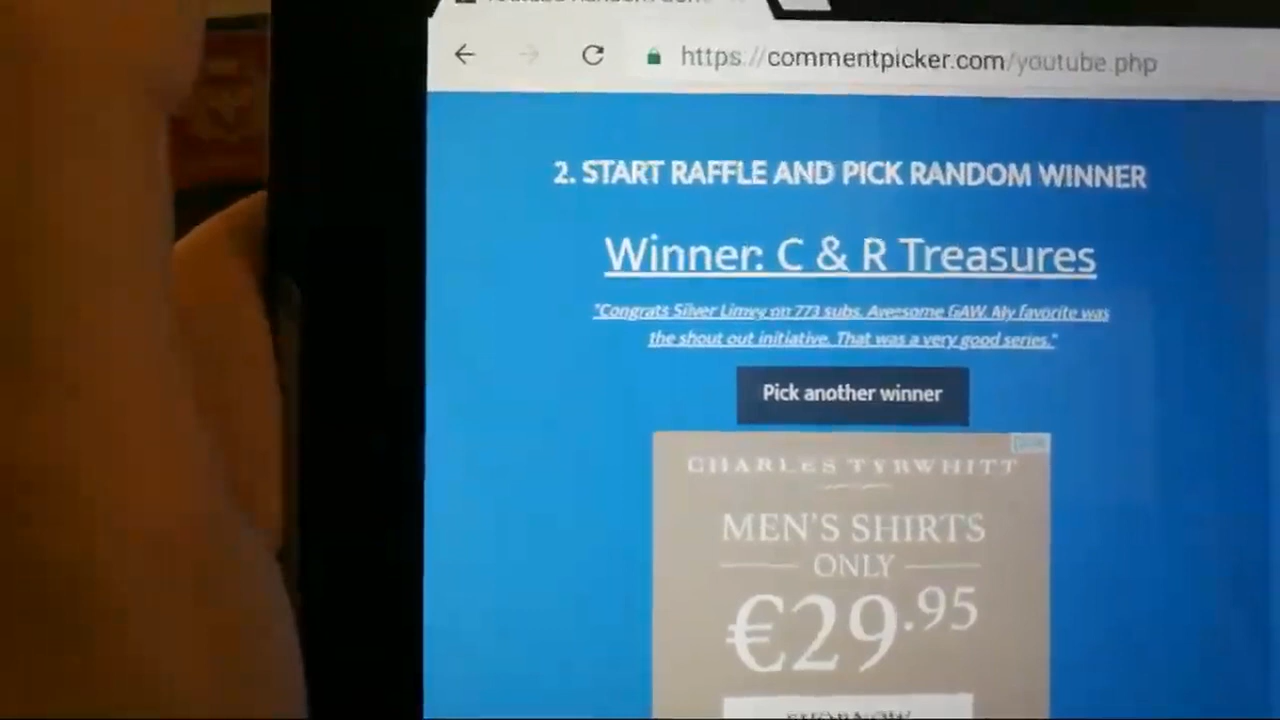 https://commentpicker.com/youtube.php
2. START RAFFLE AND PICK RANDOM WINNER
Winner: C & R Treasures
"Congrats Silver Limey on 773 subs. Awesome GAW. My favorite was
the shout out initiative. That was a very good series."
Pick another winner
CHARLES TYRWHITT
MEN'S SHIRTS
ONLY
€29.95
SHOP NOW